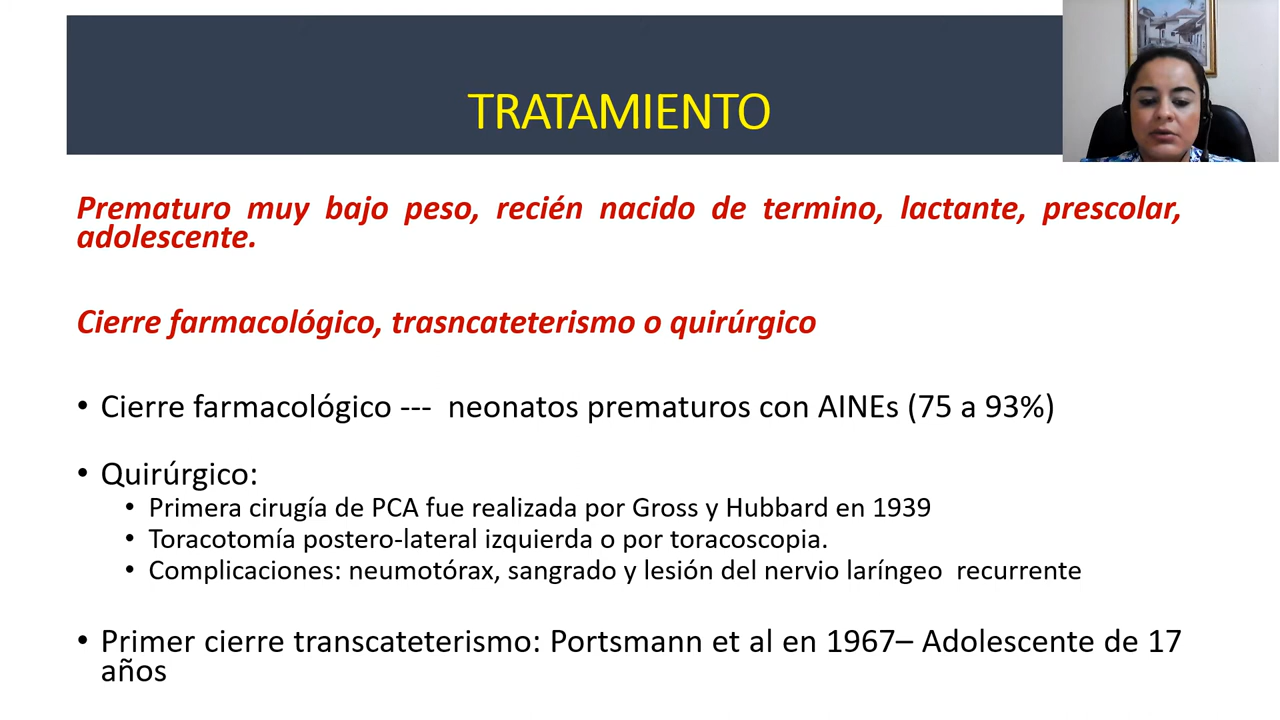 TRATAMIENTO
Prematuro muy bajo peso, recién nacido de termino, lactante, prescolar,
adolescente.
Cierre farmacológico, trasncateterismo o quirúrgico
• Cierre farmacológico --- neonatos prematuros con AINEs (75 a 93%)
• Quirúrgico:
• Primera cirugía de PCA fue realizada por Gross y Hubbard en 1939
• Toracotomía postero-lateral izquierda o por toracoscopia.
• Complicaciones: neumotórax, sangrado y lesión del nervio laríngeo recurrente
• Primer cierre transcateterismo: Portsmann et al en 1967– Adolescente de 17
años